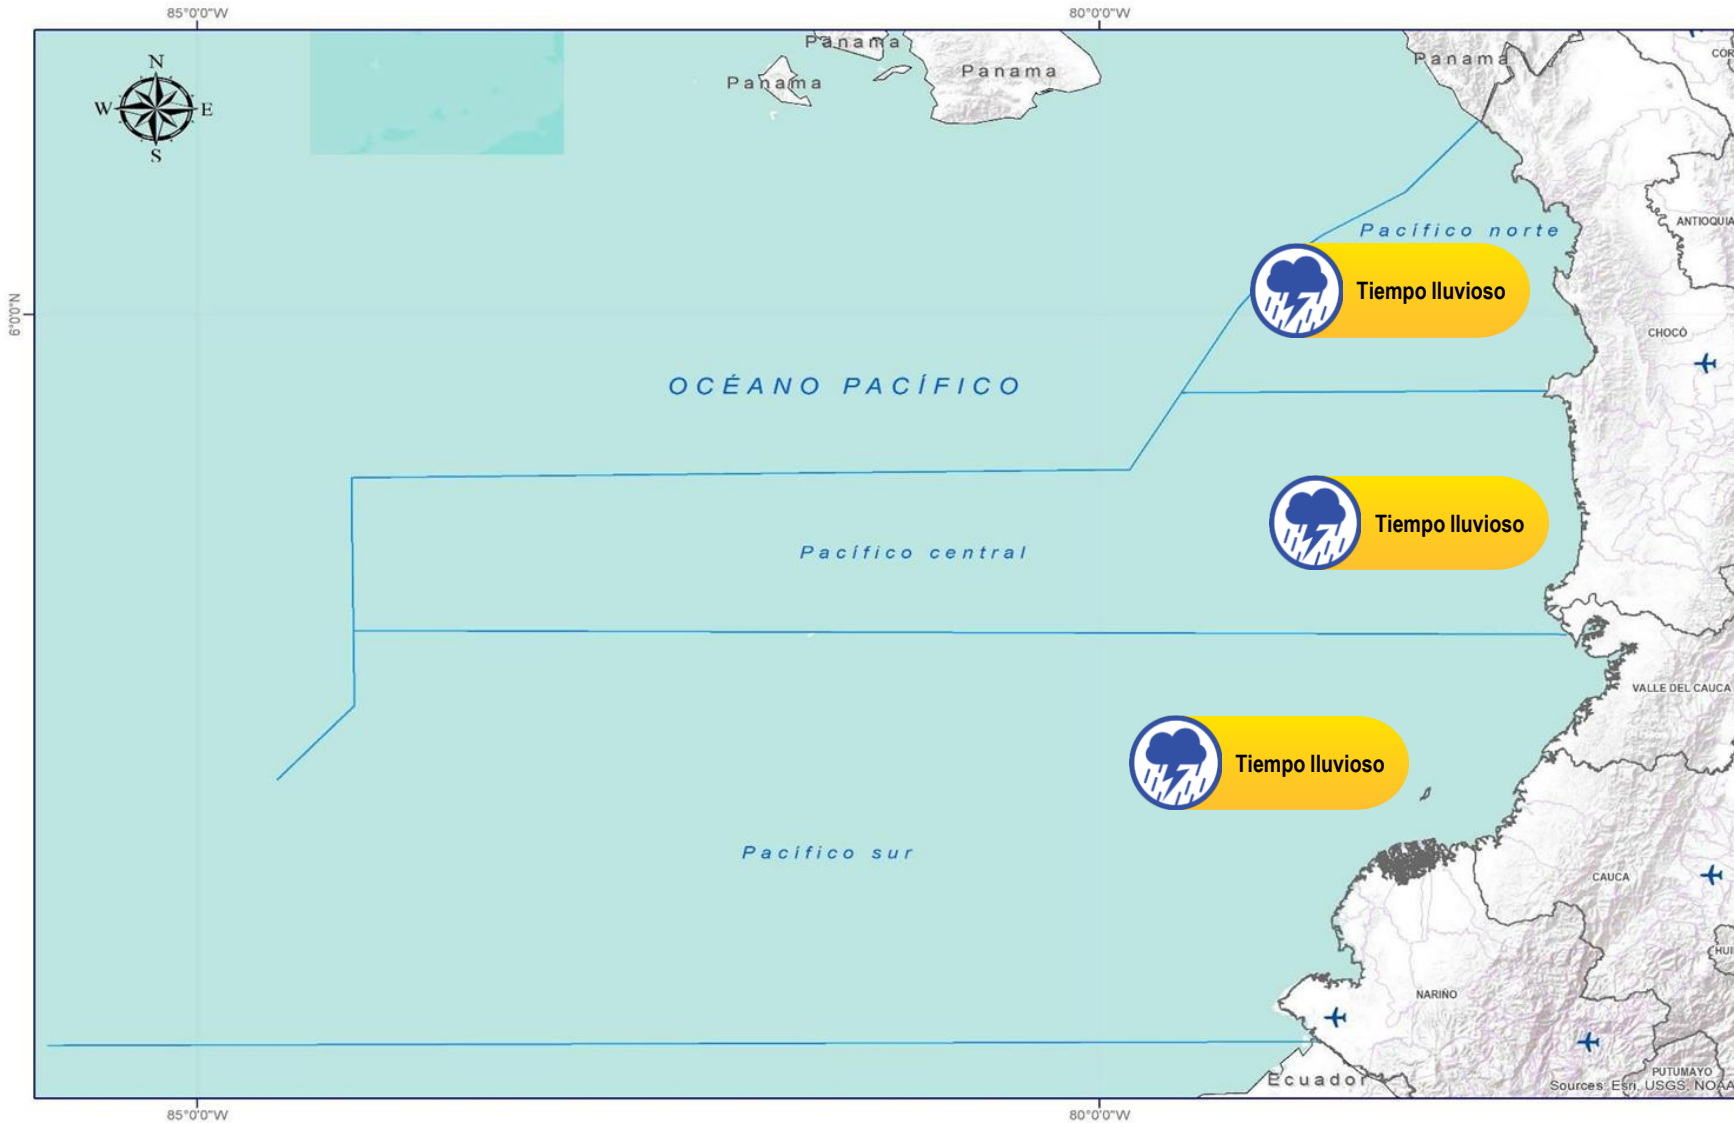 85°0'0"W
80°0'0"W
N
W
E
S
Panama
Panama
Panama
Panama
CÓR
ANTIOQUIA
Pacífico norte
Tiempo lluvioso
6°0'0"N
CHOCÓ
OCÉANO PACÍFICO
Tiempo lluvioso
Pacífico central
VALLE DEL CAUCA
Tiempo lluvioso
Pacífico sur
CAUCA
HUI
NARIÑO
PUTUMAYO
Ecuador
Sources: Esri, USGS, NOAA
85°0'0"W
80°0'0"W